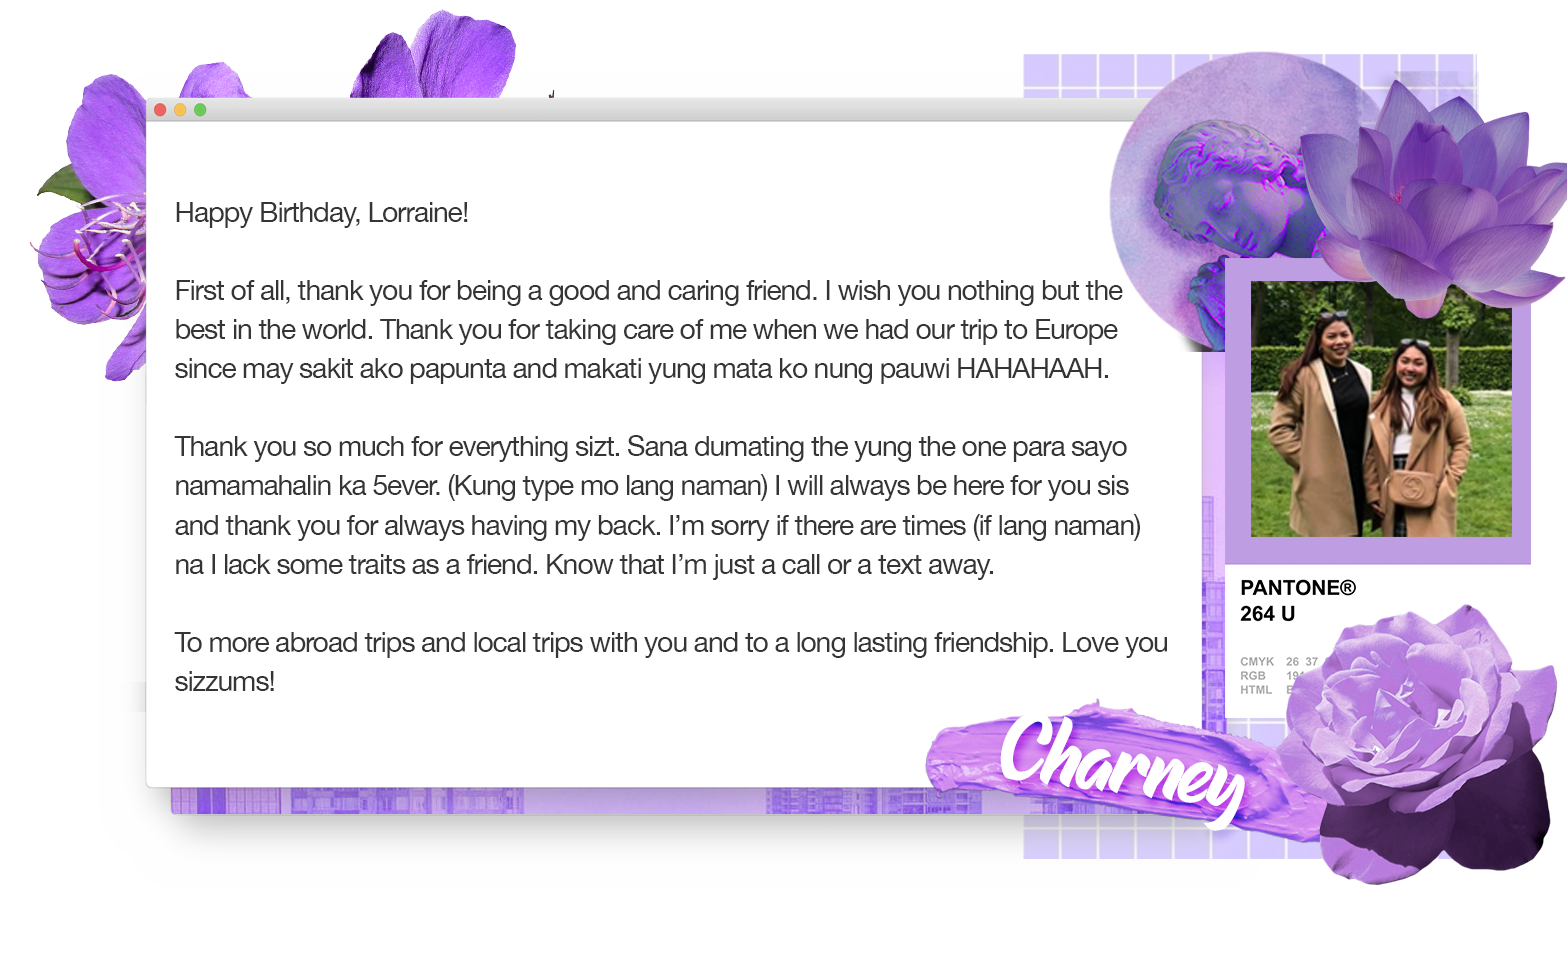 Happy Birthday, Lorraine!
First of all, thank you for being a good and caring friend. I wish you nothing but the
best in the world. Thank you for taking care of me when we had our trip to Europe
since may sakit ako papunta and makati yung mata ko nung pauwi HAHAHAAH.
Thank you so much for everything sizt. Sana dumating the yung the one para sayo
namamahalin ka 5ever. (Kung type mo lang naman) I will always be here for you sis
and thank you for always having my back. I’m sorry if there are times (if lang naman)
na I lack some traits as a friend. Know that I’m just a call or a text away.
To more abroad trips and local trips with you and to a long lasting friendship. Love you
sizzums!
PANTONE®
264 U
CMYK 26 37
RGB
HTML
Charney